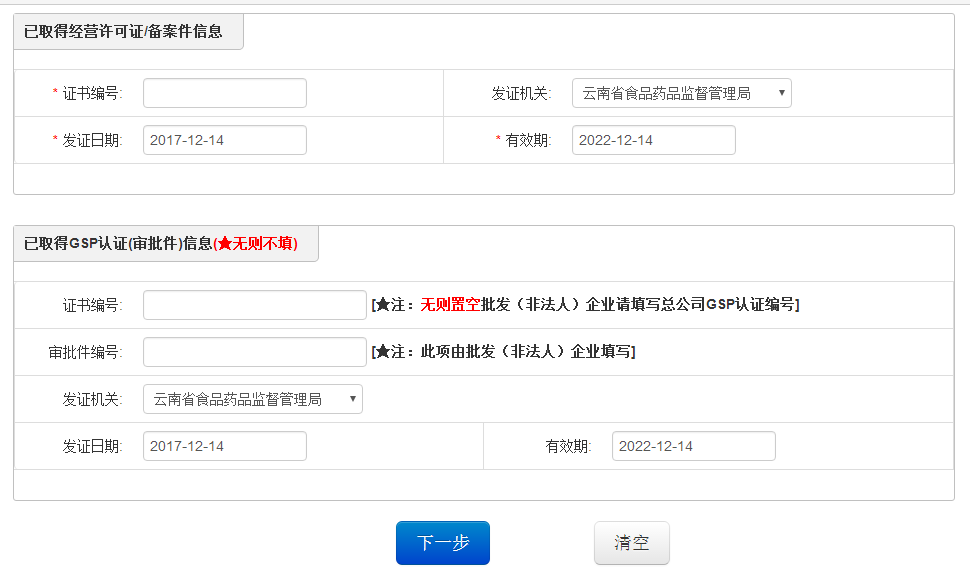 已取得经营许可证/备案件信息
* 证书编号: 发证机关: 云南省食品药品监督管理局
* 发证日期: 2017-12-14 * 有效期: 2022-12-14
已取得GSP认证(审批件)信息(★无则不填)
证书编号: [★注：无则置空批发（非法人）企业请填写总公司GSP认证编号]
审批件编号: [★注：此项由批发（非法人）企业填写]
发证机关: 云南省食品药品监督管理局
发证日期: 2017-12-14 有效期: 2022-12-14
下一步 清空